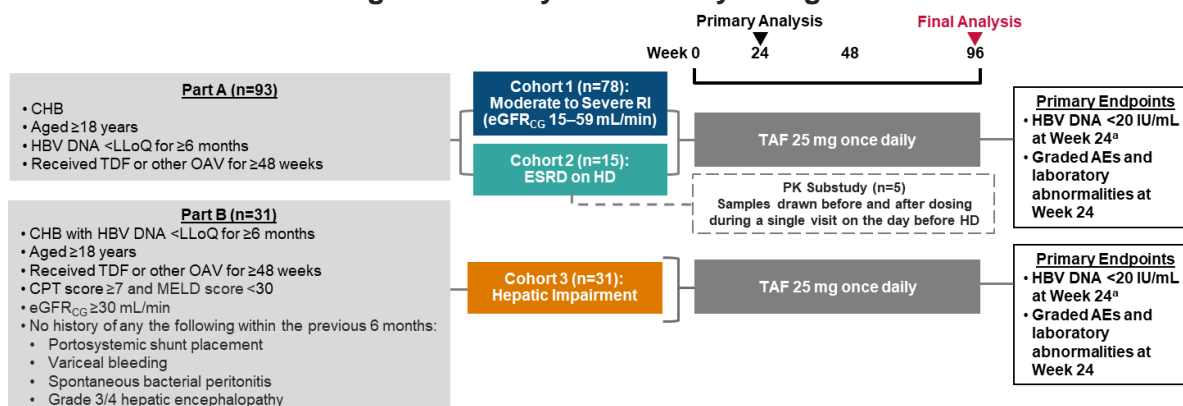 Primary Analysis
Final Analysis
Week 0
24
48
96
Part A (n=93)
• CHB
• Aged ≥18 years
• HBV DNA <LLoQ for ≥6 months
• Received TDF or other OAV for ≥48 weeks
Cohort 1 (n=78):
Moderate to Severe RI
(eGFRCG 15–59 mL/min)
Cohort 2 (n=15):
ESRD on HD
TAF 25 mg once daily
PK Substudy (n=5)
Samples drawn before and after dosing
during a single visit on the day before HD
Primary Endpoints
• HBV DNA <20 IU/mL
at Week 24a
• Graded AEs and
laboratory
abnormalities at
Week 24
Part B (n=31)
• CHB with HBV DNA <LLoQ for ≥6 months
• Aged ≥18 years
• Received TDF or other OAV for ≥48 weeks
• CPT score ≥7 and MELD score <30
• eGFRCG ≥30 mL/min
• No history of any the following within the previous 6 months:
• Portosystemic shunt placement
• Variceal bleeding
• Spontaneous bacterial peritonitis
• Grade 3/4 hepatic encephalopathy
Cohort 3 (n=31):
Hepatic Impairment
TAF 25 mg once daily
Primary Endpoints
• HBV DNA <20 IU/mL
at Week 24a
• Graded AEs and
laboratory
abnormalities at
Week 24